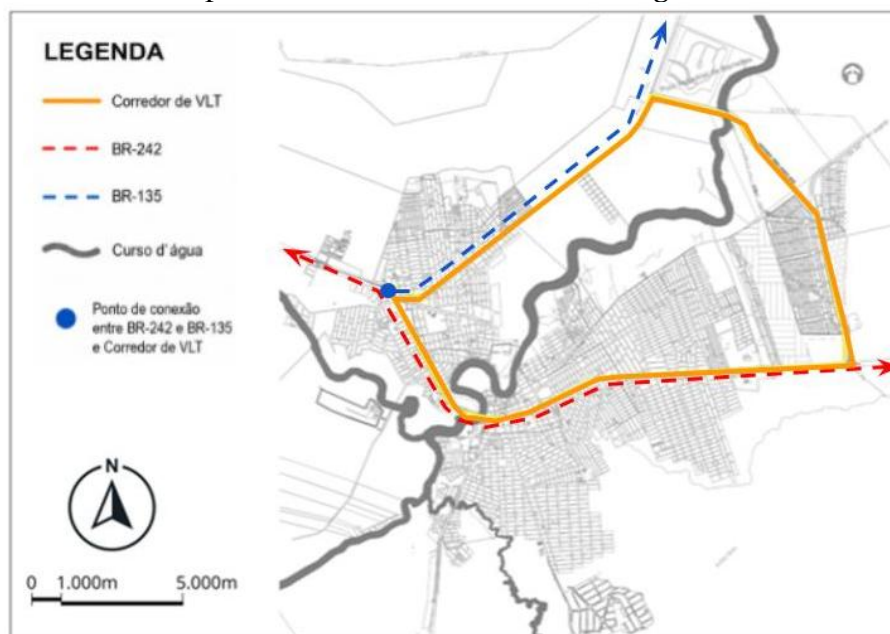 LEGENDA
Corredor de VLT
BR-242
BR-135
Curso d'água
Ponto de conexão
entre BR-242 e BR-135
e Corredor de VLT
N
0 1.000m 5.000m